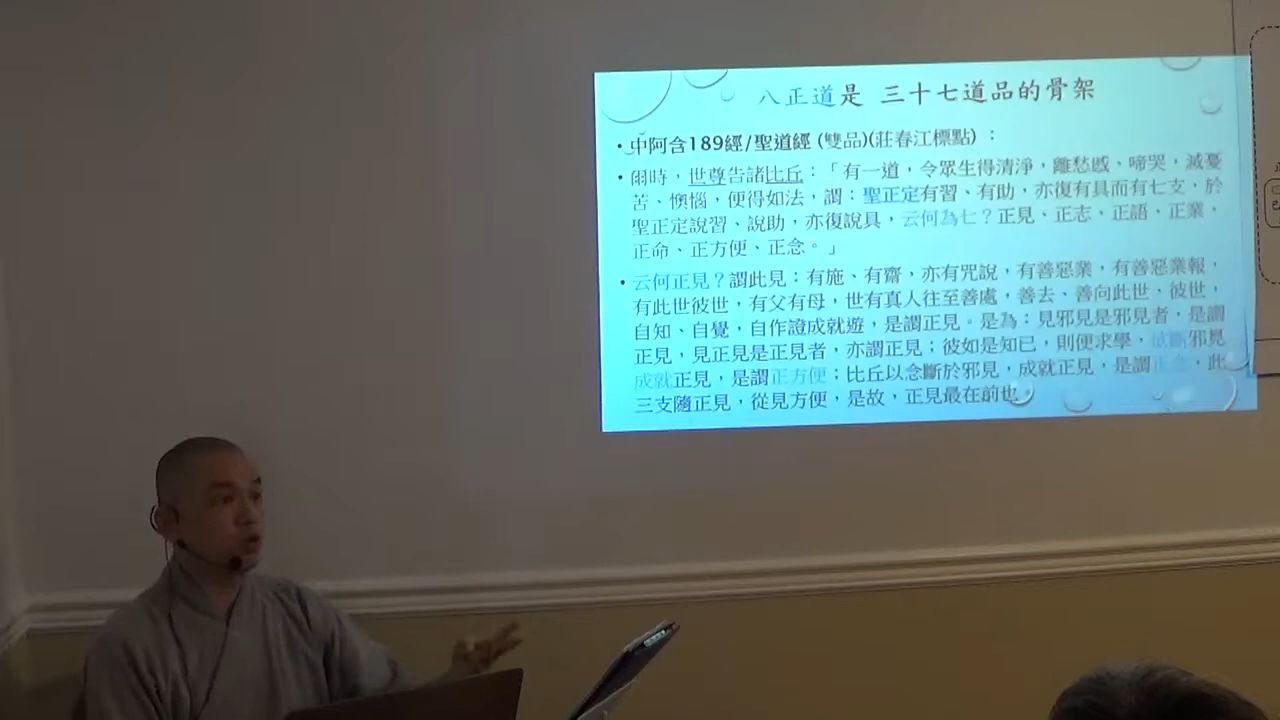 八正道是 三十七道品的骨架
• 中阿含189經/聖道經 (雙品)(莊春江標點)：
• 爾時，世尊告諸比丘：「有一道，令眾生得清淨，離愁慼、啼哭，滅憂
苦、懊惱，便得如法，謂：聖正定有習、有助，亦復有具而有七支，於
聖正定說習、說助，亦復說具，云何為七？正見、正志、正語、正業、
正命、正方便、正念。」
• 云何正見？謂此見：有施、有齋，亦有咒說，有善惡業，有善惡業報，
有此世彼世，有父有母，世有真人往至善處，善去、善向此世、彼世，
自知、自覺，自作證成就遊，是謂正見。是為：見邪見是邪見者，是謂
正見，見正見是正見者，亦謂正見；彼如是知已，則便求學，欲斷邪見
成就正見，是謂正方便；比丘以念斷於邪見，成就正見，是謂正念，此
三支隨正見，從見方便，是故，正見最在前也。